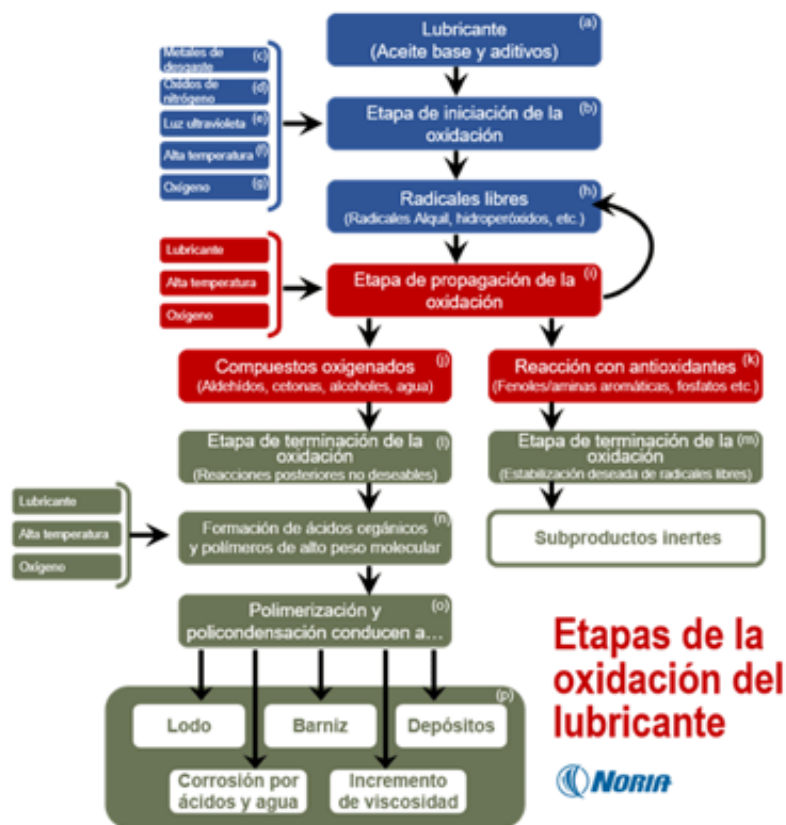 Lubricante (a)
(Aceite base y aditivos)
Metales de (c)
desgaste
Óxidos de (d)
nitrógeno
Luz ultravioleta (e)
Alta temperatura (f)
Oxígeno (g)
Etapa de iniciación de la (b)
oxidación
Radicales libres (h)
(Radicales Alquil, hidroperóxidos, etc.)
Lubricante
Alta temperatura
Oxígeno
Etapa de propagación de la (i)
oxidación
Compuestos oxigenados (j)
(Aldehídos, cetonas, alcoholes, agua)
Reacción con antioxidantes (k)
(Fenoles/aminas aromáticas, fosfatos etc.)
Etapa de terminación de la (l)
oxidación
(Reacciones posteriores no deseables)
Etapa de terminación de la (m)
oxidación
(Estabilización deseada de radicales libres)
Lubricante
Alta temperatura
Oxígeno
Formación de ácidos orgánicos (n)
y polímeros de alto peso molecular
Subproductos inertes
Polimerización y (o)
policondensación conducen a...
(p)
Lodo
Barniz
Depósitos
Corrosión por
ácidos y agua
Incremento
de viscosidad
Etapas de la
oxidación del
lubricante
NORIA